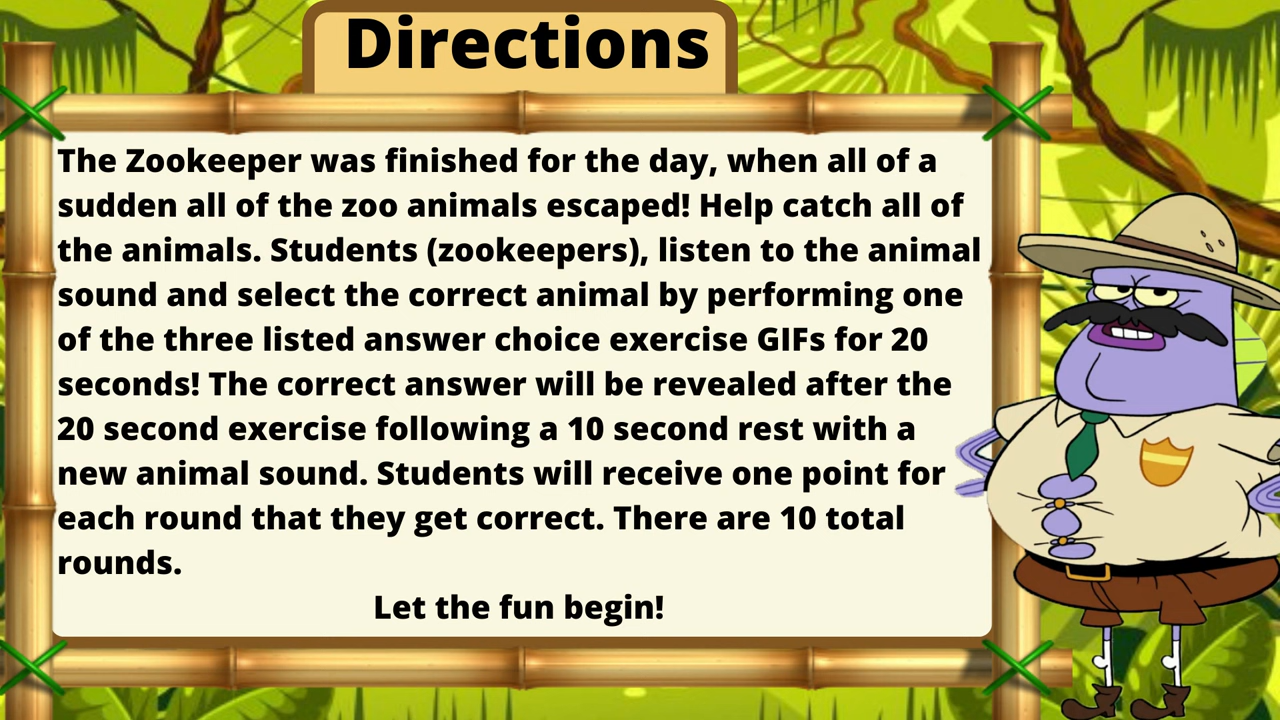 Directions
The Zookeeper was finished for the day, when all of a
sudden all of the zoo animals escaped! Help catch all of
the animals. Students (zookeepers), listen to the animal
sound and select the correct animal by performing one
of the three listed answer choice exercise GIFs for 20
seconds! The correct answer will be revealed after the
20 second exercise following a 10 second rest with a
new animal sound. Students will receive one point for
each round that they get correct. There are 10 total
rounds.
Let the fun begin!